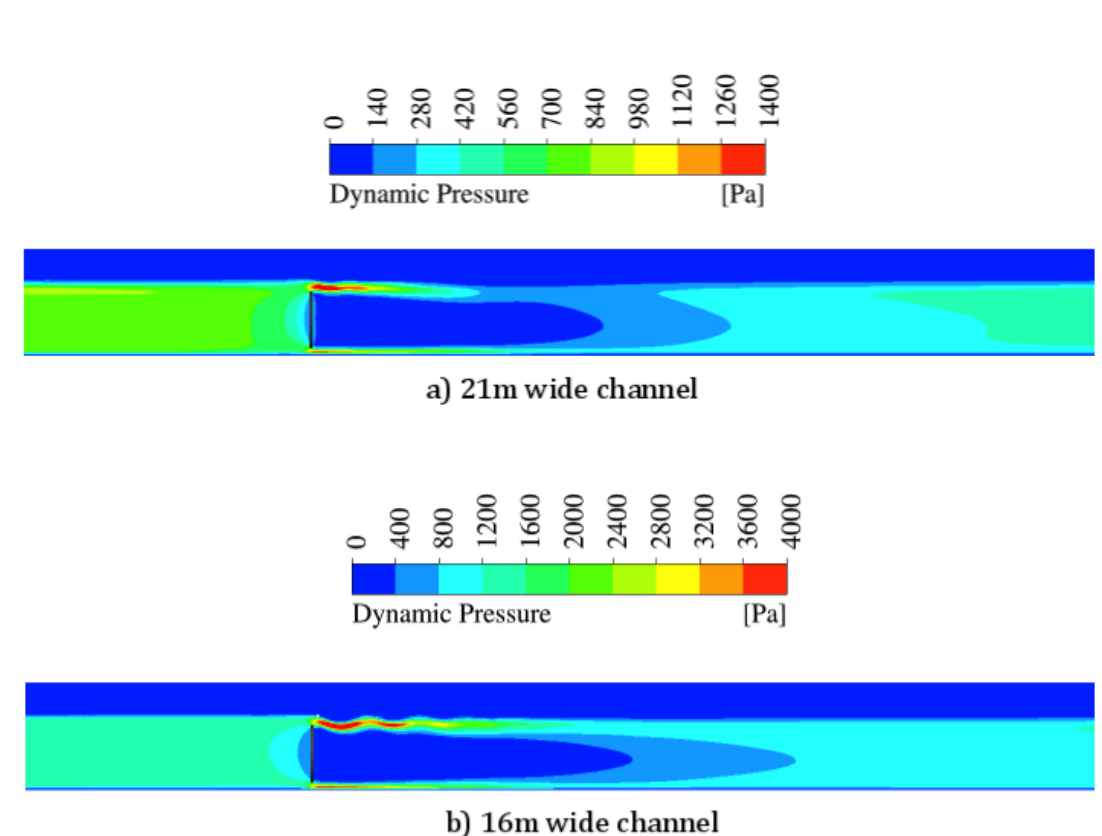 0 140 280 420 560 700 840 980 1120 1260 1400
Dynamic Pressure [Pa]
a) 21m wide channel
0 400 800 1200 1600 2000 2400 2800 3200 3600 4000
Dynamic Pressure [Pa]
b) 16m wide channel